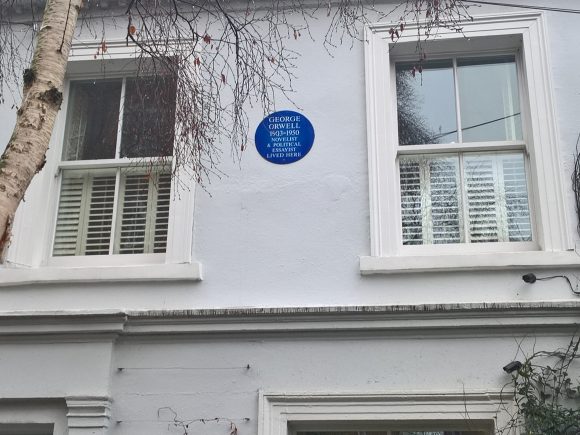 GEORGE
ORWELL
1903-1950
NOVELIST
& POLITICAL
ESSAYIST
LIVED HERE